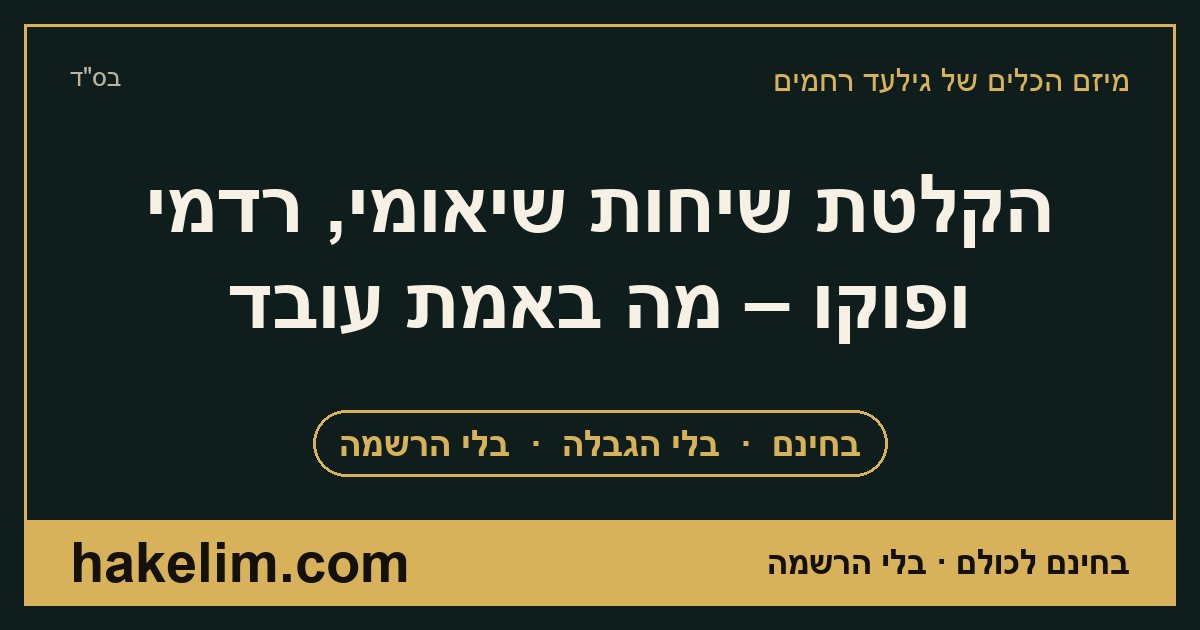 מיזם הכלים של גילעד רחמים
בס"ד
הקלטת שיחות שיאומי, רדמי
ופוקו – מה באמת עובד
בחינם · בלי הגבלה · בלי הרשמה
בחינם לכולם · בלי הרשמה
hakelim.com